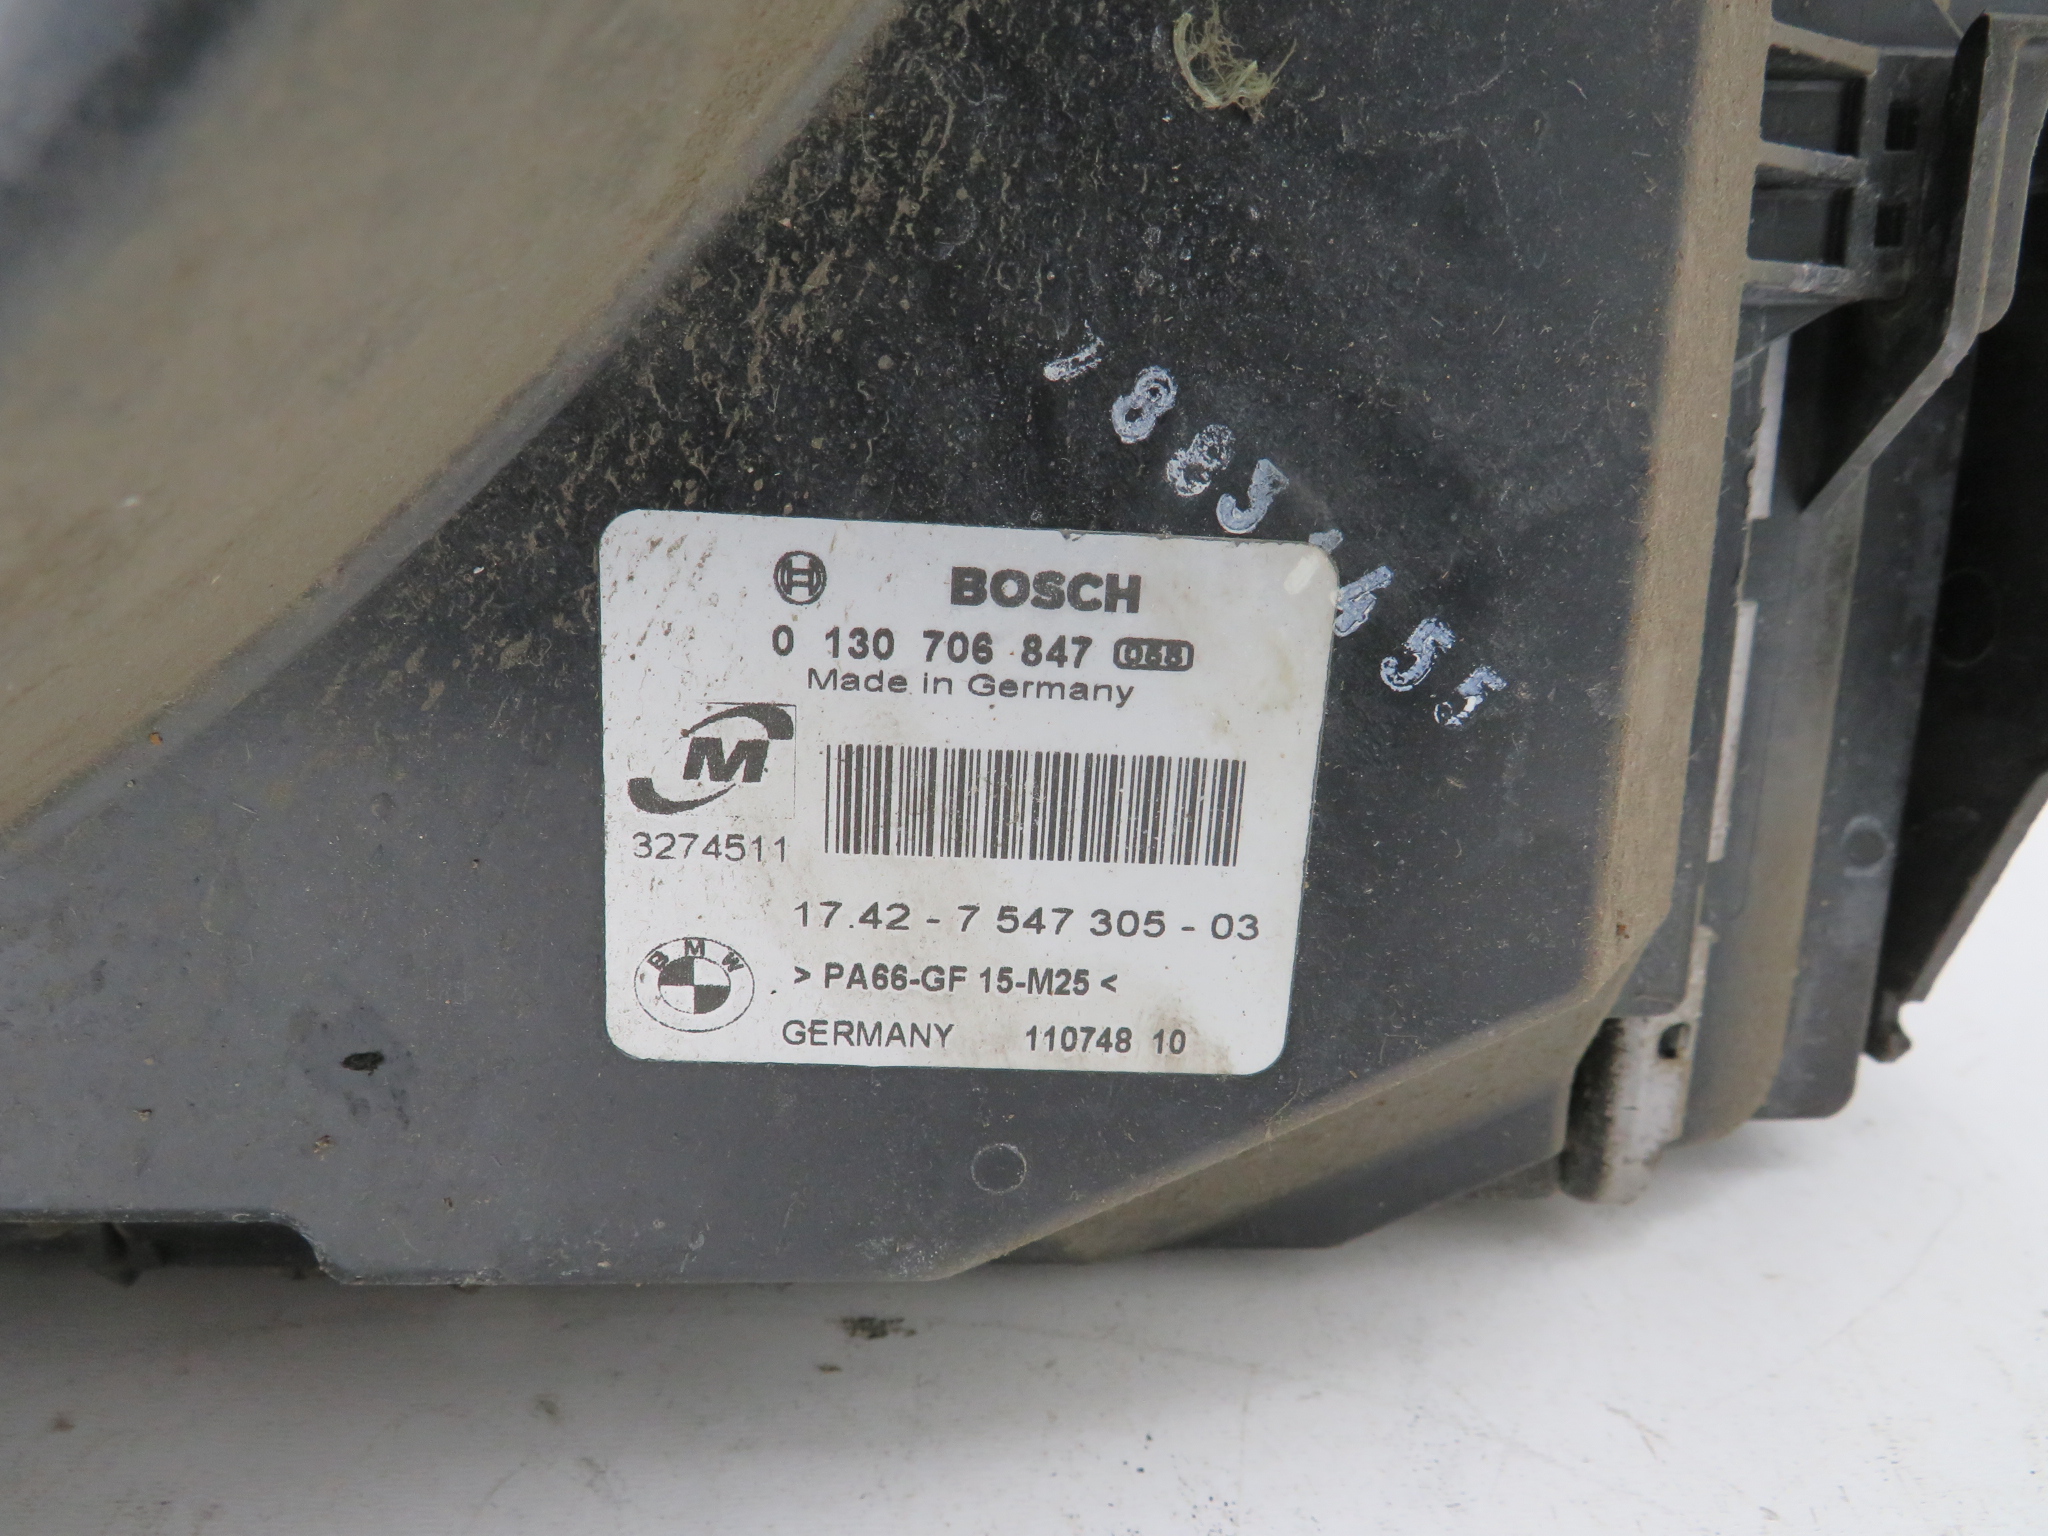 BOSCH
0 130 706 847
Made in Germany
M
3274511
17.42 - 7 547 305 - 03
BMW
> PA66-GF 15-M25 <
GERMANY 110748 10